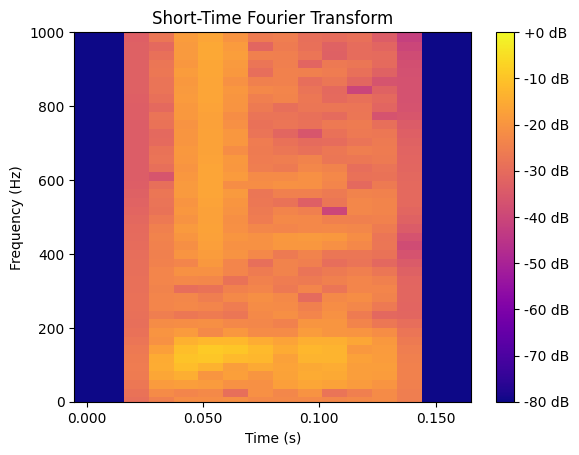 Short-Time Fourier Transform
1000
800
600
400
200
0
Frequency (Hz)
0.000
0.050
0.100
0.150
Time (s)
+0 dB
-10 dB
-20 dB
-30 dB
-40 dB
-50 dB
-60 dB
-70 dB
-80 dB